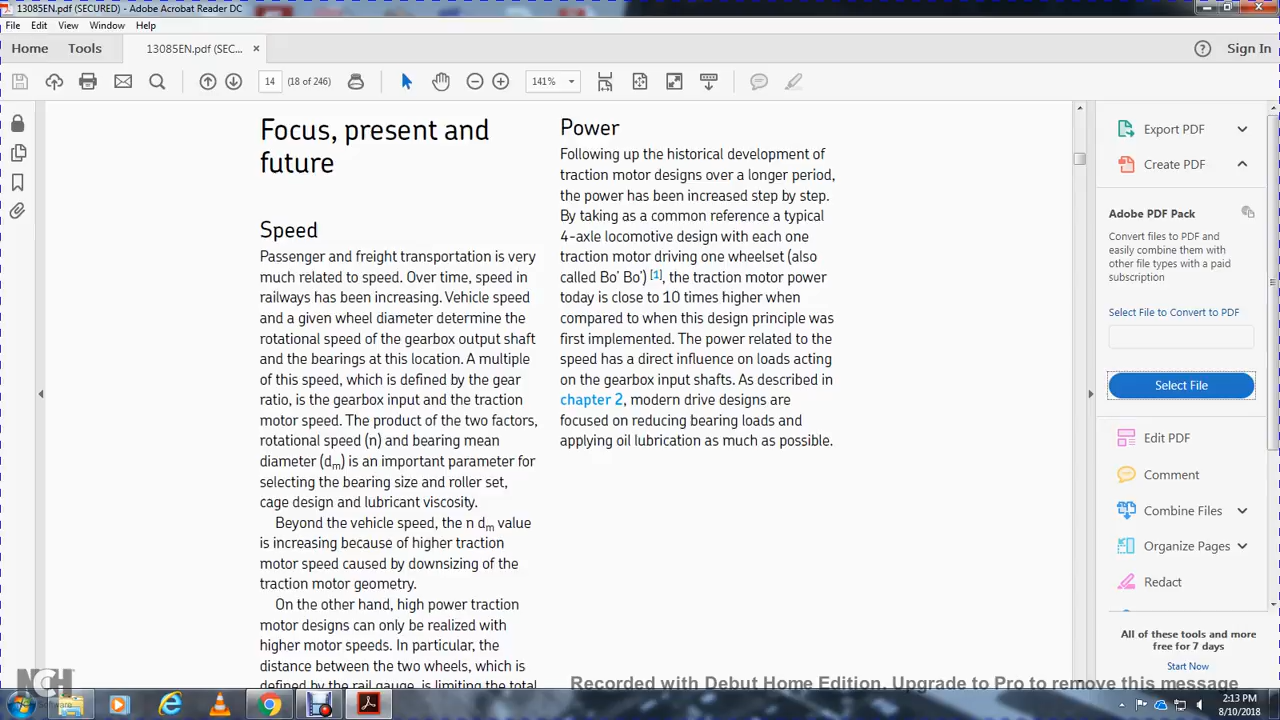 13085EN.pdf (SECURED) - Adobe Acrobat Reader DC
File Edit View Window Help
Home Tools 13085EN.pdf (SEC... ×
Sign In
14 (18 of 246) 141%
Focus, present and
future
Speed
Passenger and freight transportation is very
much related to speed. Over time, speed in
railways has been increasing. Vehicle speed
and a given wheel diameter determine the
rotational speed of the gearbox output shaft
and the bearings at this location. A multiple
of this speed, which is defined by the gear
ratio, is the gearbox input and the traction
motor speed. The product of the two factors,
rotational speed (n) and bearing mean
diameter (dm) is an important parameter for
selecting the bearing size and roller set,
cage design and lubricant viscosity.
Beyond the vehicle speed, the n dm value
is increasing because of higher traction
motor speed caused by downsizing of the
traction motor geometry.
On the other hand, high power traction
motor designs can only be realized with
higher motor speeds. In particular, the
distance between the two wheels, which is
defined by the rail gauge, is limiting the total
Power
Following up the historical development of
traction motor designs over a longer period,
the power has been increased step by step.
By taking as a common reference a typical
4-axle locomotive design with each one
traction motor driving one wheelset (also
called Bo' Bo') [1], the traction motor power
today is close to 10 times higher when
compared to when this design principle was
first implemented. The power related to the
speed has a direct influence on loads acting
on the gearbox input shafts. As described in
chapter 2, modern drive designs are
focused on reducing bearing loads and
applying oil lubrication as much as possible.
Export PDF
Create PDF
Adobe PDF Pack
Convert files to PDF and
easily combine them with
other file types with a paid
subscription
Select File to Convert to PDF
Select File
Edit PDF
Comment
Combine Files
Organize Pages
Redact
All of these tools and more
free for 7 days
Start Now
NCH
Software
Recorded with Debut Home Edition. Upgrade to Pro to remove this message
2:13 PM
8/10/2018